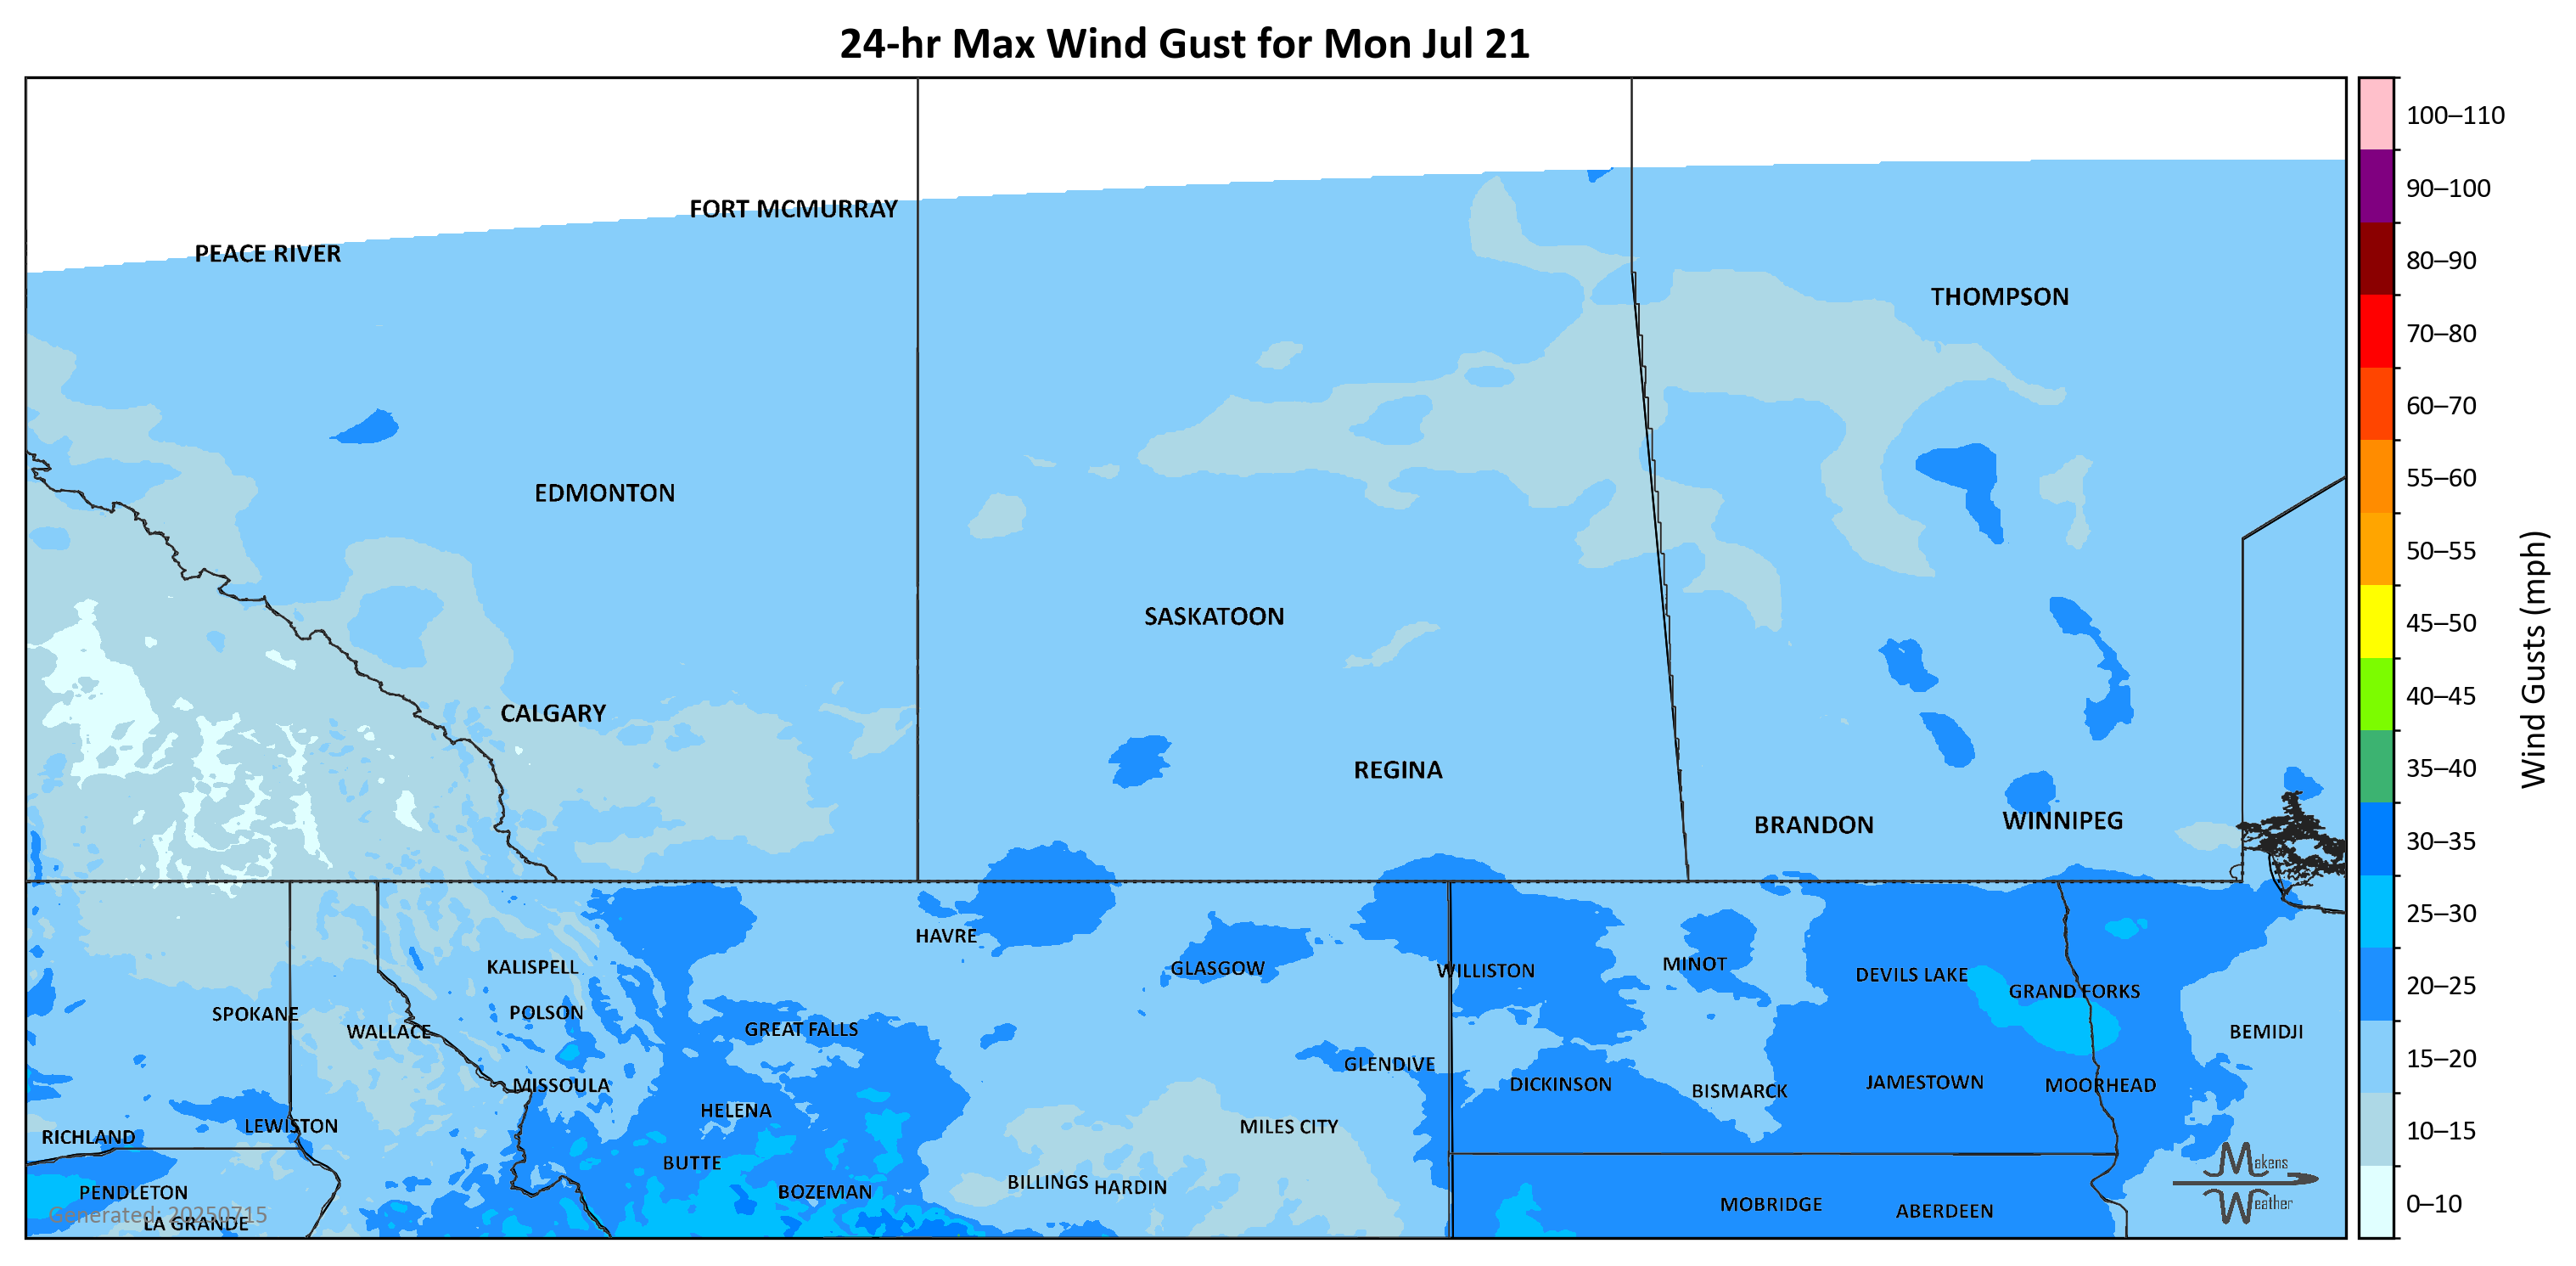 24-hr Max Wind Gust for Mon Jul 21
FORT MCMURRAY
PEACE RIVER
THOMPSON
EDMONTON
SASKATOON
CALGARY
REGINA
BRANDON
WINNIPEG
HAVRE
KALISPELL
GLASGOW
WILLISTON
MINOT
DEVILS LAKE
GRAND FORKS
SPOKANE
POLSON
WALLACE
GREAT FALLS
BEMIDJI
GLENDIVE
MISSOULA
DICKINSON
BISMARCK
JAMESTOWN
MOORHEAD
HELENA
LEWISTON
MILES CITY
RICHLAND
BUTTE
PENDLETON
BOZEMAN
BILLINGS
HARDIN
MOBRIDGE
ABERDEEN
Generated: 20250715
LA GRANDE
Makens
Weather
100–110
90–100
80–90
70–80
60–70
55–60
50–55
45–50
40–45
35–40
30–35
25–30
20–25
15–20
10–15
0–10
Wind Gusts (mph)